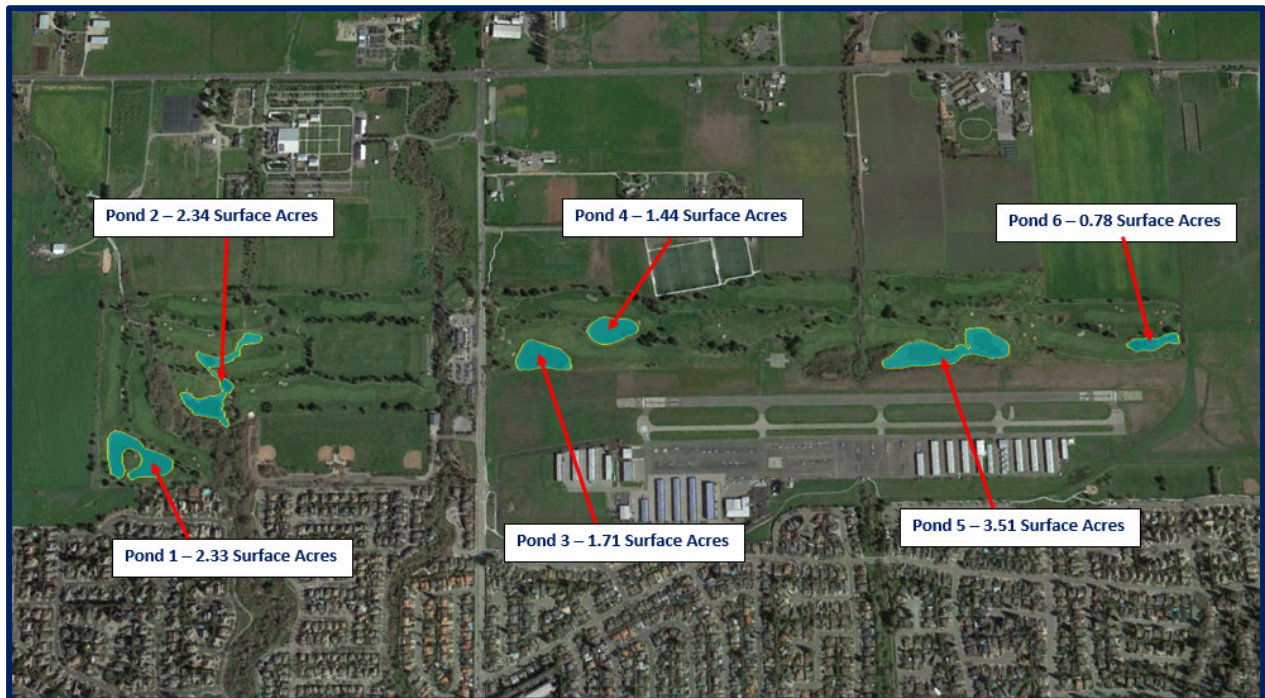 Pond 2 – 2.34 Surface Acres
Pond 4 – 1.44 Surface Acres
Pond 6 – 0.78 Surface Acres
Pond 1 – 2.33 Surface Acres
Pond 3 – 1.71 Surface Acres
Pond 5 – 3.51 Surface Acres